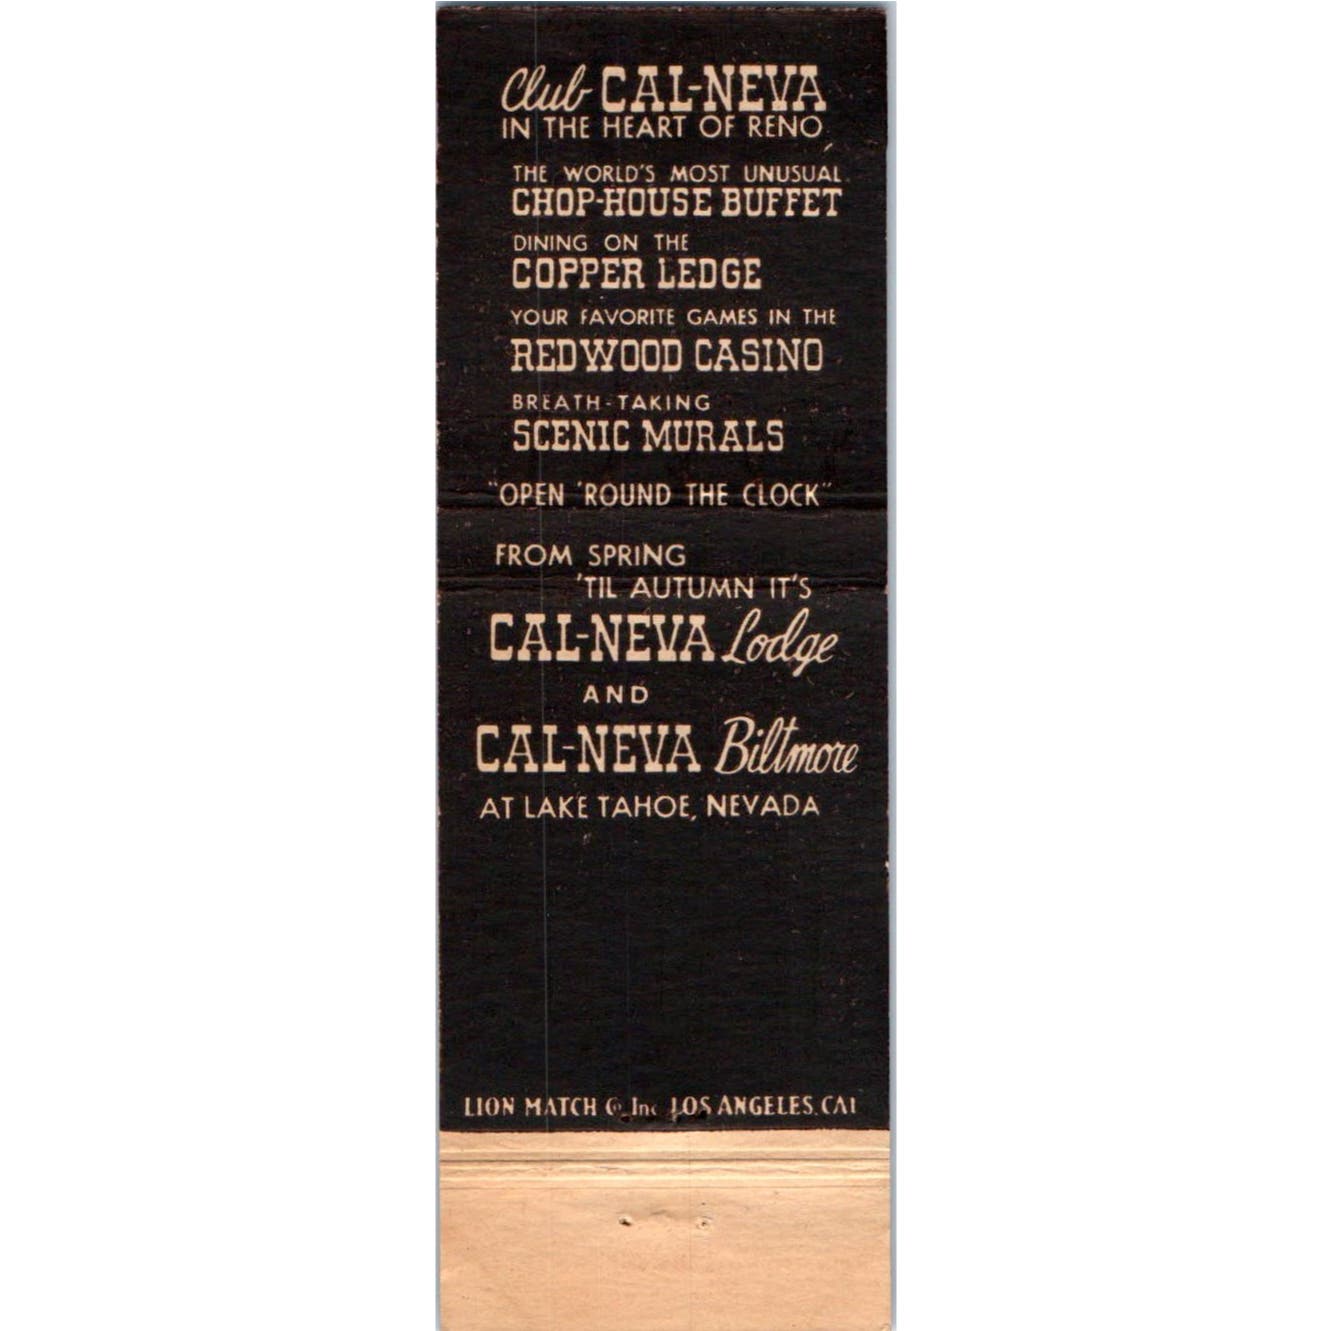 Club CAL-NEVA
IN THE HEART OF RENO
THE WORLD'S MOST UNUSUAL
CHOP-HOUSE BUFFET
DINING ON THE
COPPER LEDGE
YOUR FAVORITE GAMES IN THE
REDWOOD CASINO
BREATH-TAKING
SCENIC MURALS
"OPEN 'ROUND THE CLOCK"
FROM SPRING
'TIL AUTUMN IT'S
CAL-NEVA Lodge
AND
CAL-NEVA Biltmore
AT LAKE TAHOE, NEVADA
LION MATCH Co Inc LOS ANGELES, CAL